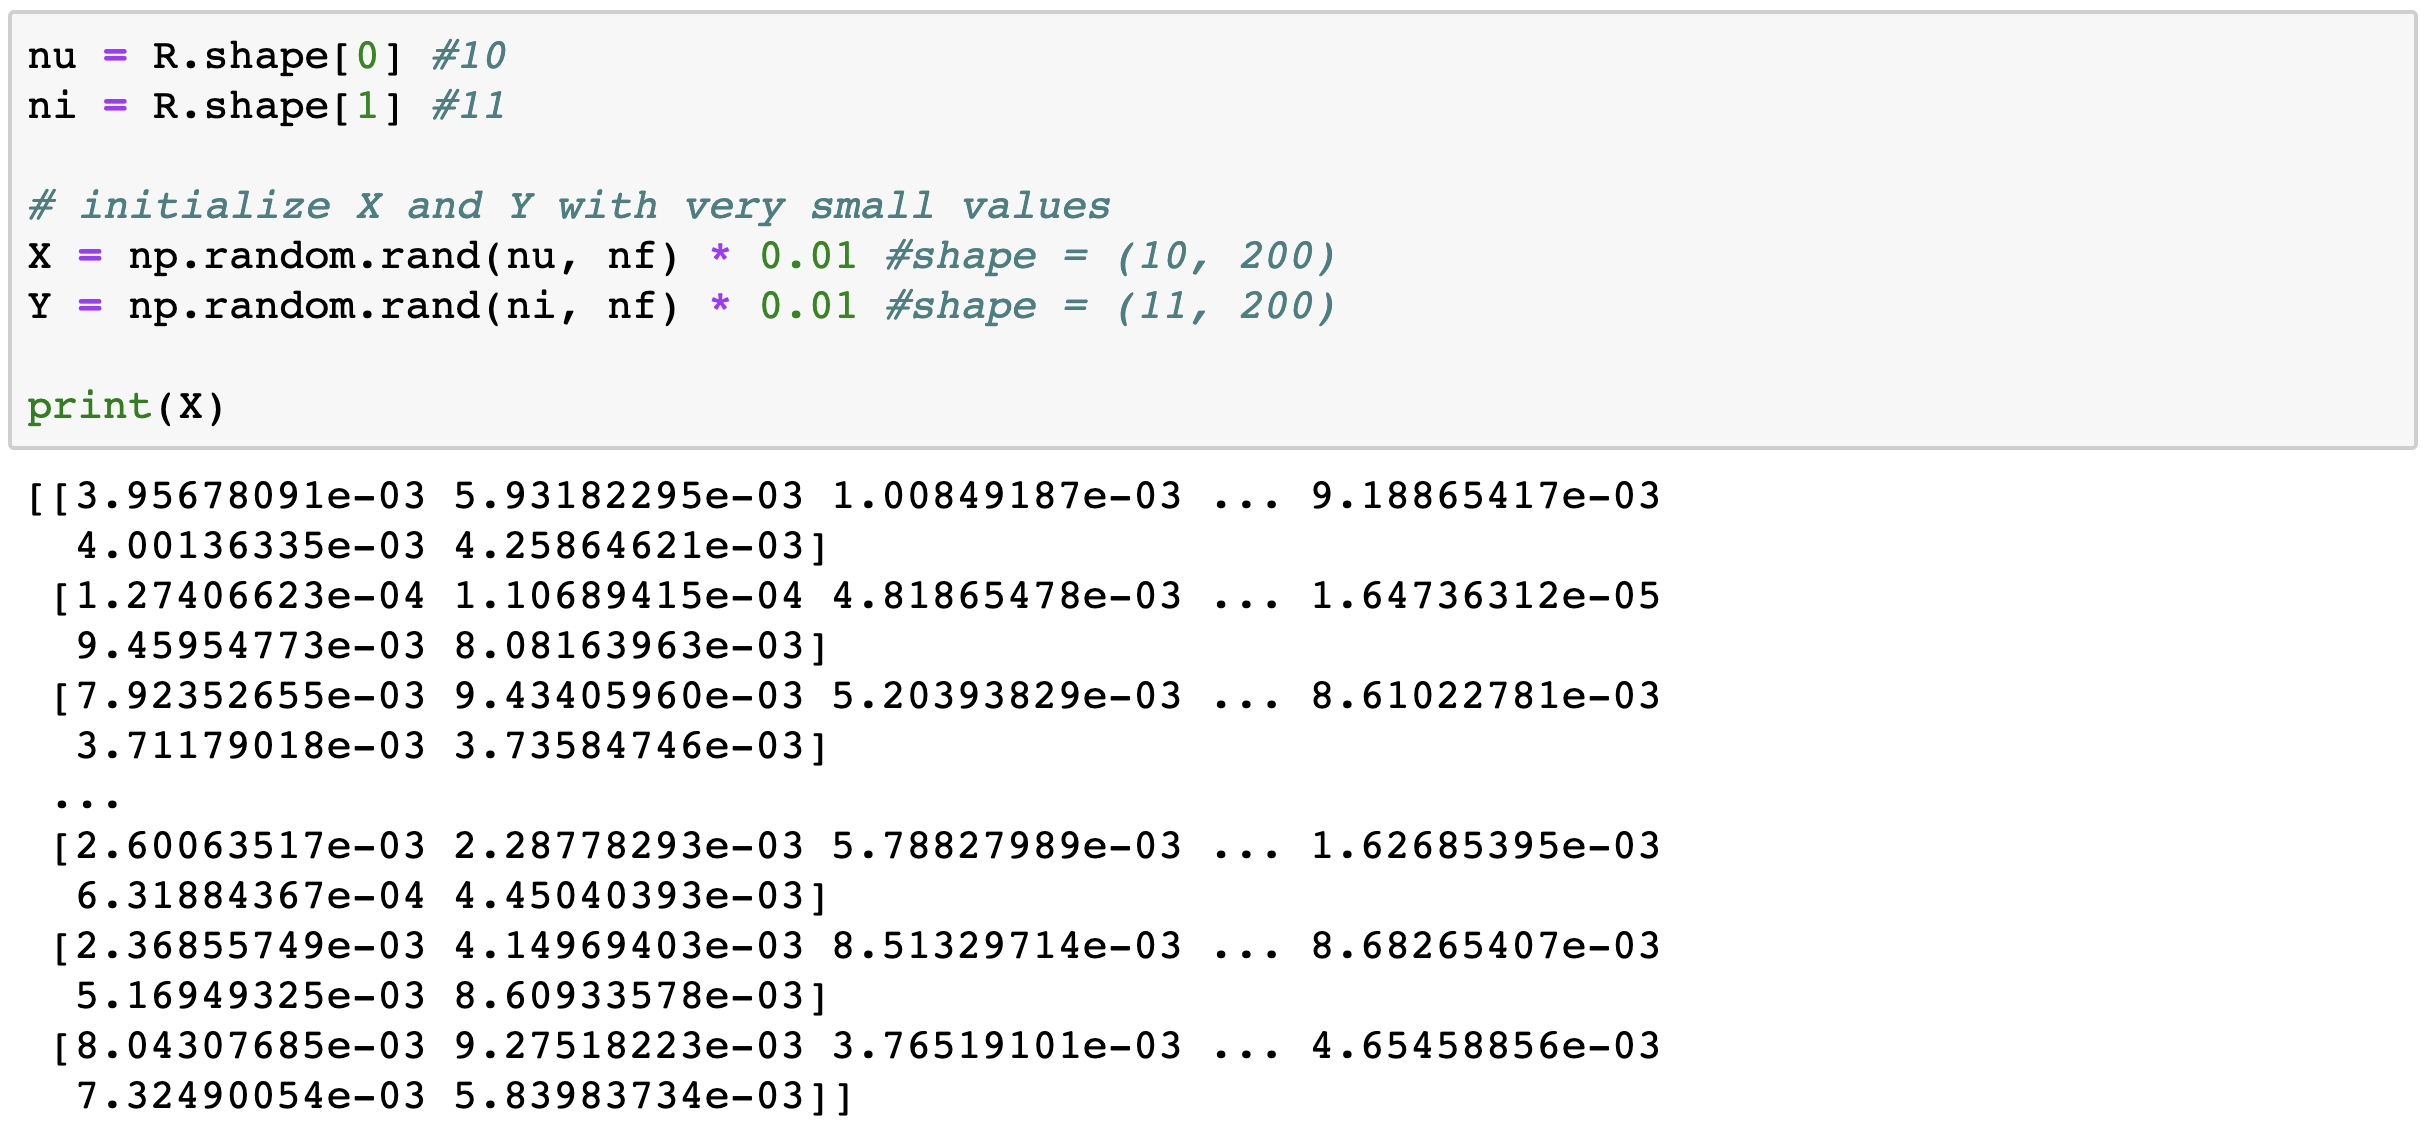 nu = R.shape[0] #10
ni = R.shape[1] #11
# initialize X and Y with very small values
X = np.random.rand(nu, nf) * 0.01 #shape = (10, 200)
Y = np.random.rand(ni, nf) * 0.01 #shape = (11, 200)
print(X)
[[3.95678091e-03 5.93182295e-03 1.00849187e-03 ... 9.18865417e-03
4.00136335e-03 4.25864621e-03]
[1.27406623e-04 1.10689415e-04 4.81865478e-03 ... 1.64736312e-05
9.45954773e-03 8.08163963e-03]
[7.92352655e-03 9.43405960e-03 5.20393829e-03 ... 8.61022781e-03
3.71179018e-03 3.73584746e-03]
...
[2.60063517e-03 2.28778293e-03 5.78827989e-03 ... 1.62685395e-03
6.31884367e-04 4.45040393e-03]
[2.36855749e-03 4.14969403e-03 8.51329714e-03 ... 8.68265407e-03
5.16949325e-03 8.60933578e-03]
[8.04307685e-03 9.27518223e-03 3.76519101e-03 ... 4.65458856e-03
7.32490054e-03 5.83983734e-03]]